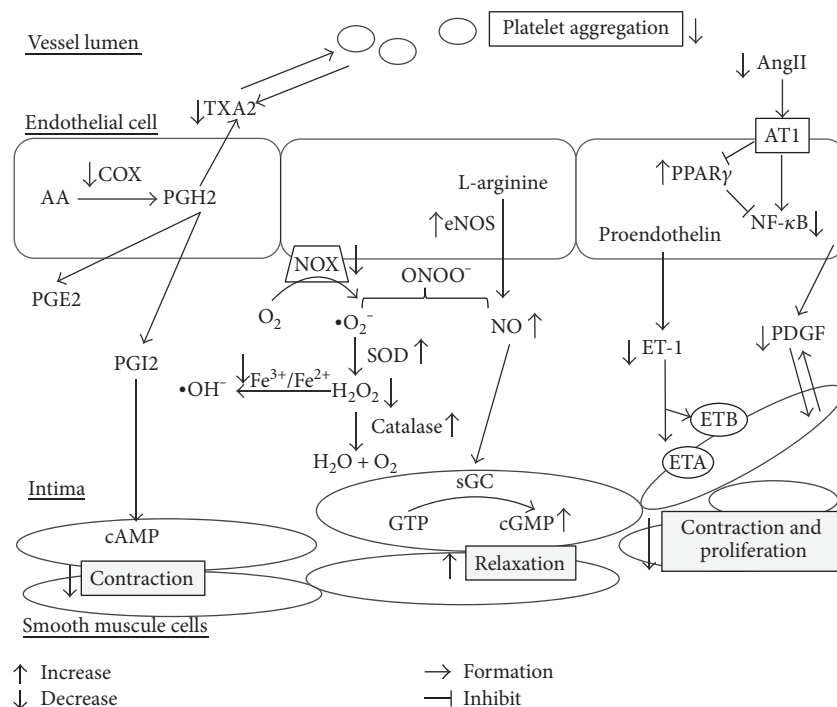 Vessel lumen
Platelet aggregation ↓
↓ AngII
↓TXA2
Endothelial cell
AT1
↓COX
AA
PGH2
L-arginine
↑PPARγ
↑eNOS
NF-κB↓
Proendothelin
NOX ↓
ONOO⁻
PGE2
O₂
•O₂⁻
NO ↑
↓ PDGF
PGI2
SOD ↑
↓ ET-1
•OH⁻
↓Fe³⁺/Fe²⁺
H₂O₂ ↓
ETB
Catalase ↑
H₂O + O₂
ETA
Intima
sGC
cAMP
GTP
cGMP ↑
↓ Contraction and
proliferation
↓ Contraction
↑ Relaxation
Smooth muscle cells
↑ Increase
→ Formation
↓ Decrease
⊣ Inhibit